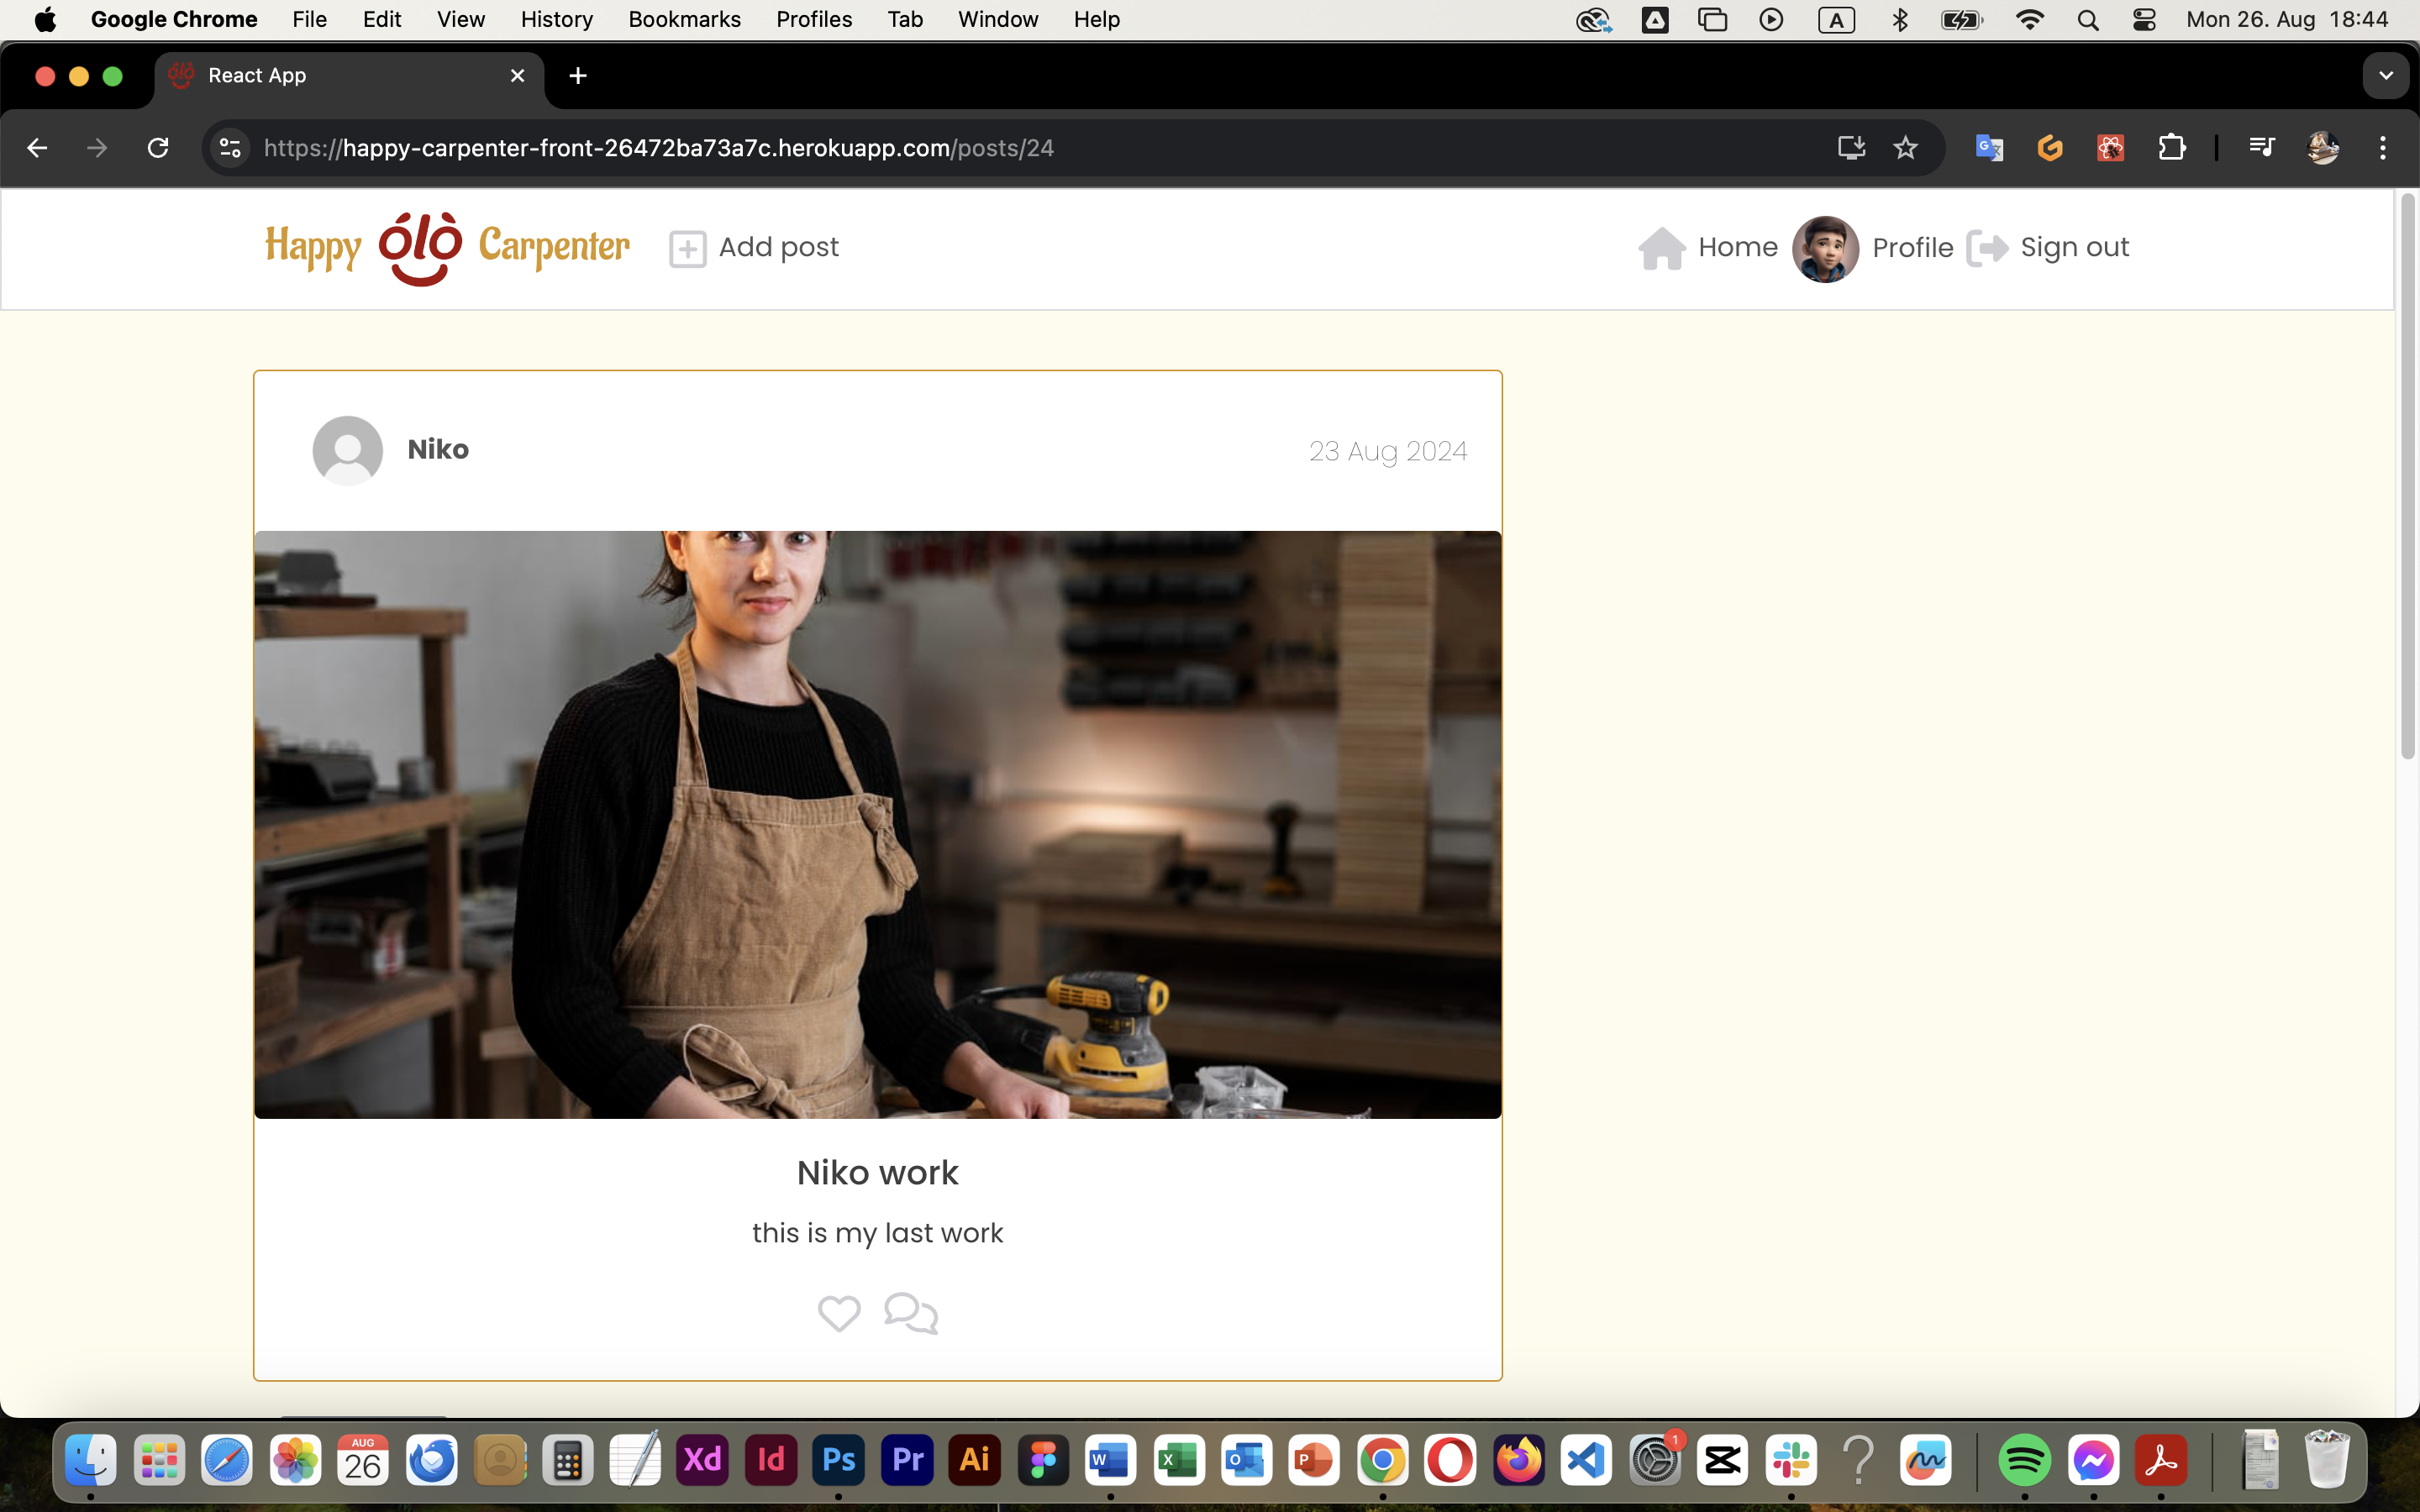 Google Chrome File Edit View History Bookmarks Profiles Tab Window Help A Mon 26. Aug 18:44
React App
https://happy-carpenter-front-26472ba73a7c.herokuapp.com/posts/24
Happy ólò Carpenter Add post Home Profile Sign out
Niko 23 Aug 2024
Niko work
this is my last work
AUG
26 Xd Id Ps Pr Ai W X O P 1